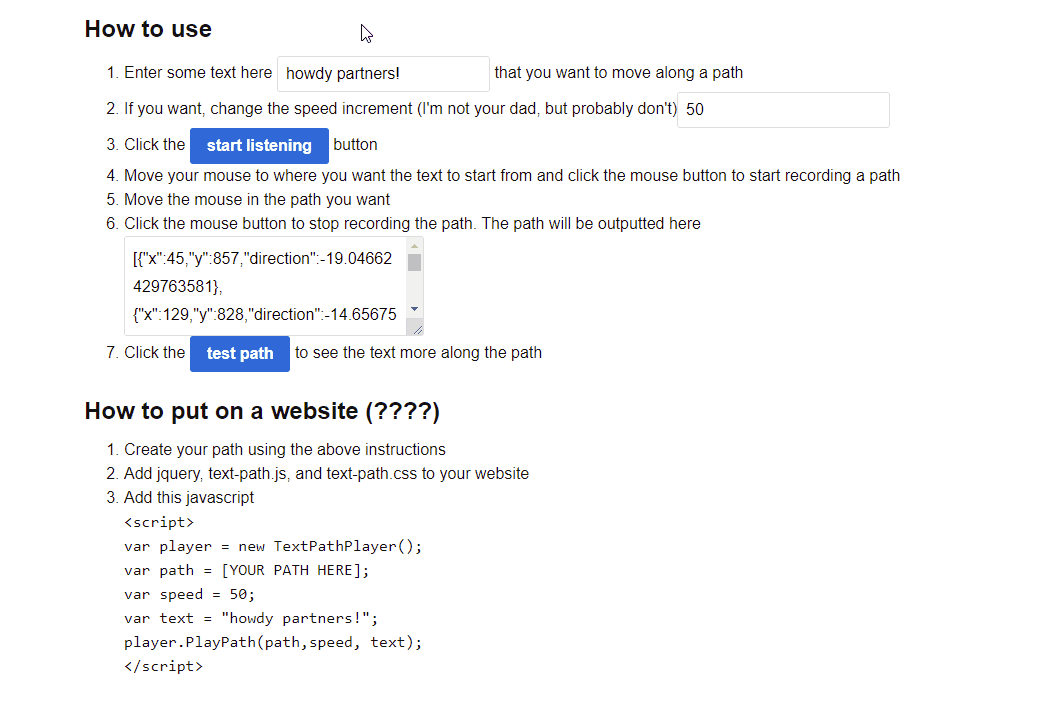 How to use
1. Enter some text here howdy partners! that you want to move along a path
2. If you want, change the speed increment (I'm not your dad, but probably don't) 50
3. Click the start listening button
4. Move your mouse to where you want the text to start from and click the mouse button to start recording a path
5. Move the mouse in the path you want
6. Click the mouse button to stop recording the path. The path will be outputted here
[{"x":45,"y":857,"direction":-19.04662
429763581},
{"x":129,"y":828,"direction":-14.65675
7. Click the test path to see the text more along the path
How to put on a website (????)
1. Create your path using the above instructions
2. Add jquery, text-path.js, and text-path.css to your website
3. Add this javascript
<script>
var player = new TextPathPlayer();
var path = [YOUR PATH HERE];
var speed = 50;
var text = "howdy partners!";
player.PlayPath(path,speed, text);
</script>